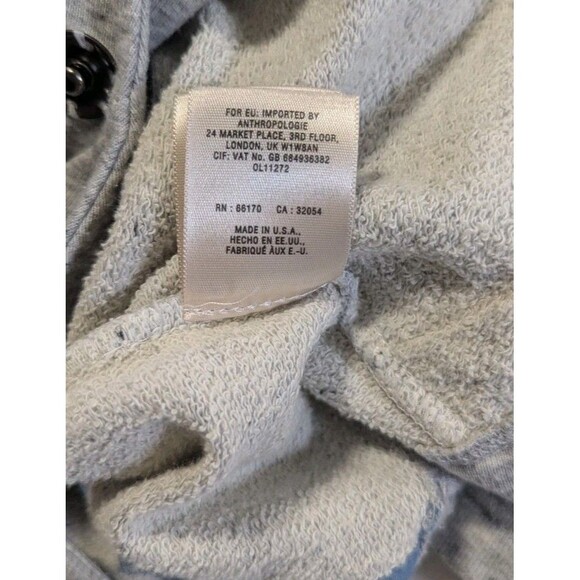 FOR EU: IMPORTED BY
ANTHROPOLOGIE
24 MARKET PLACE, 3RD FLOOR,
LONDON, UK W1W8AN
CIF: VAT No. GB 684936382
OL11272
RN : 66170 CA : 32054
MADE IN U.S.A.,
HECHO EN EE.UU.,
FABRIQUÉ AUX E.-U.